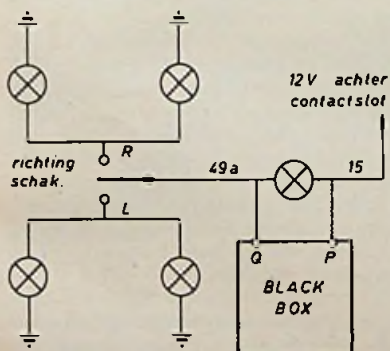 12V achter
contactslot
R
richting
schak.
49a
15
L
Q
P
BLACK
BOX